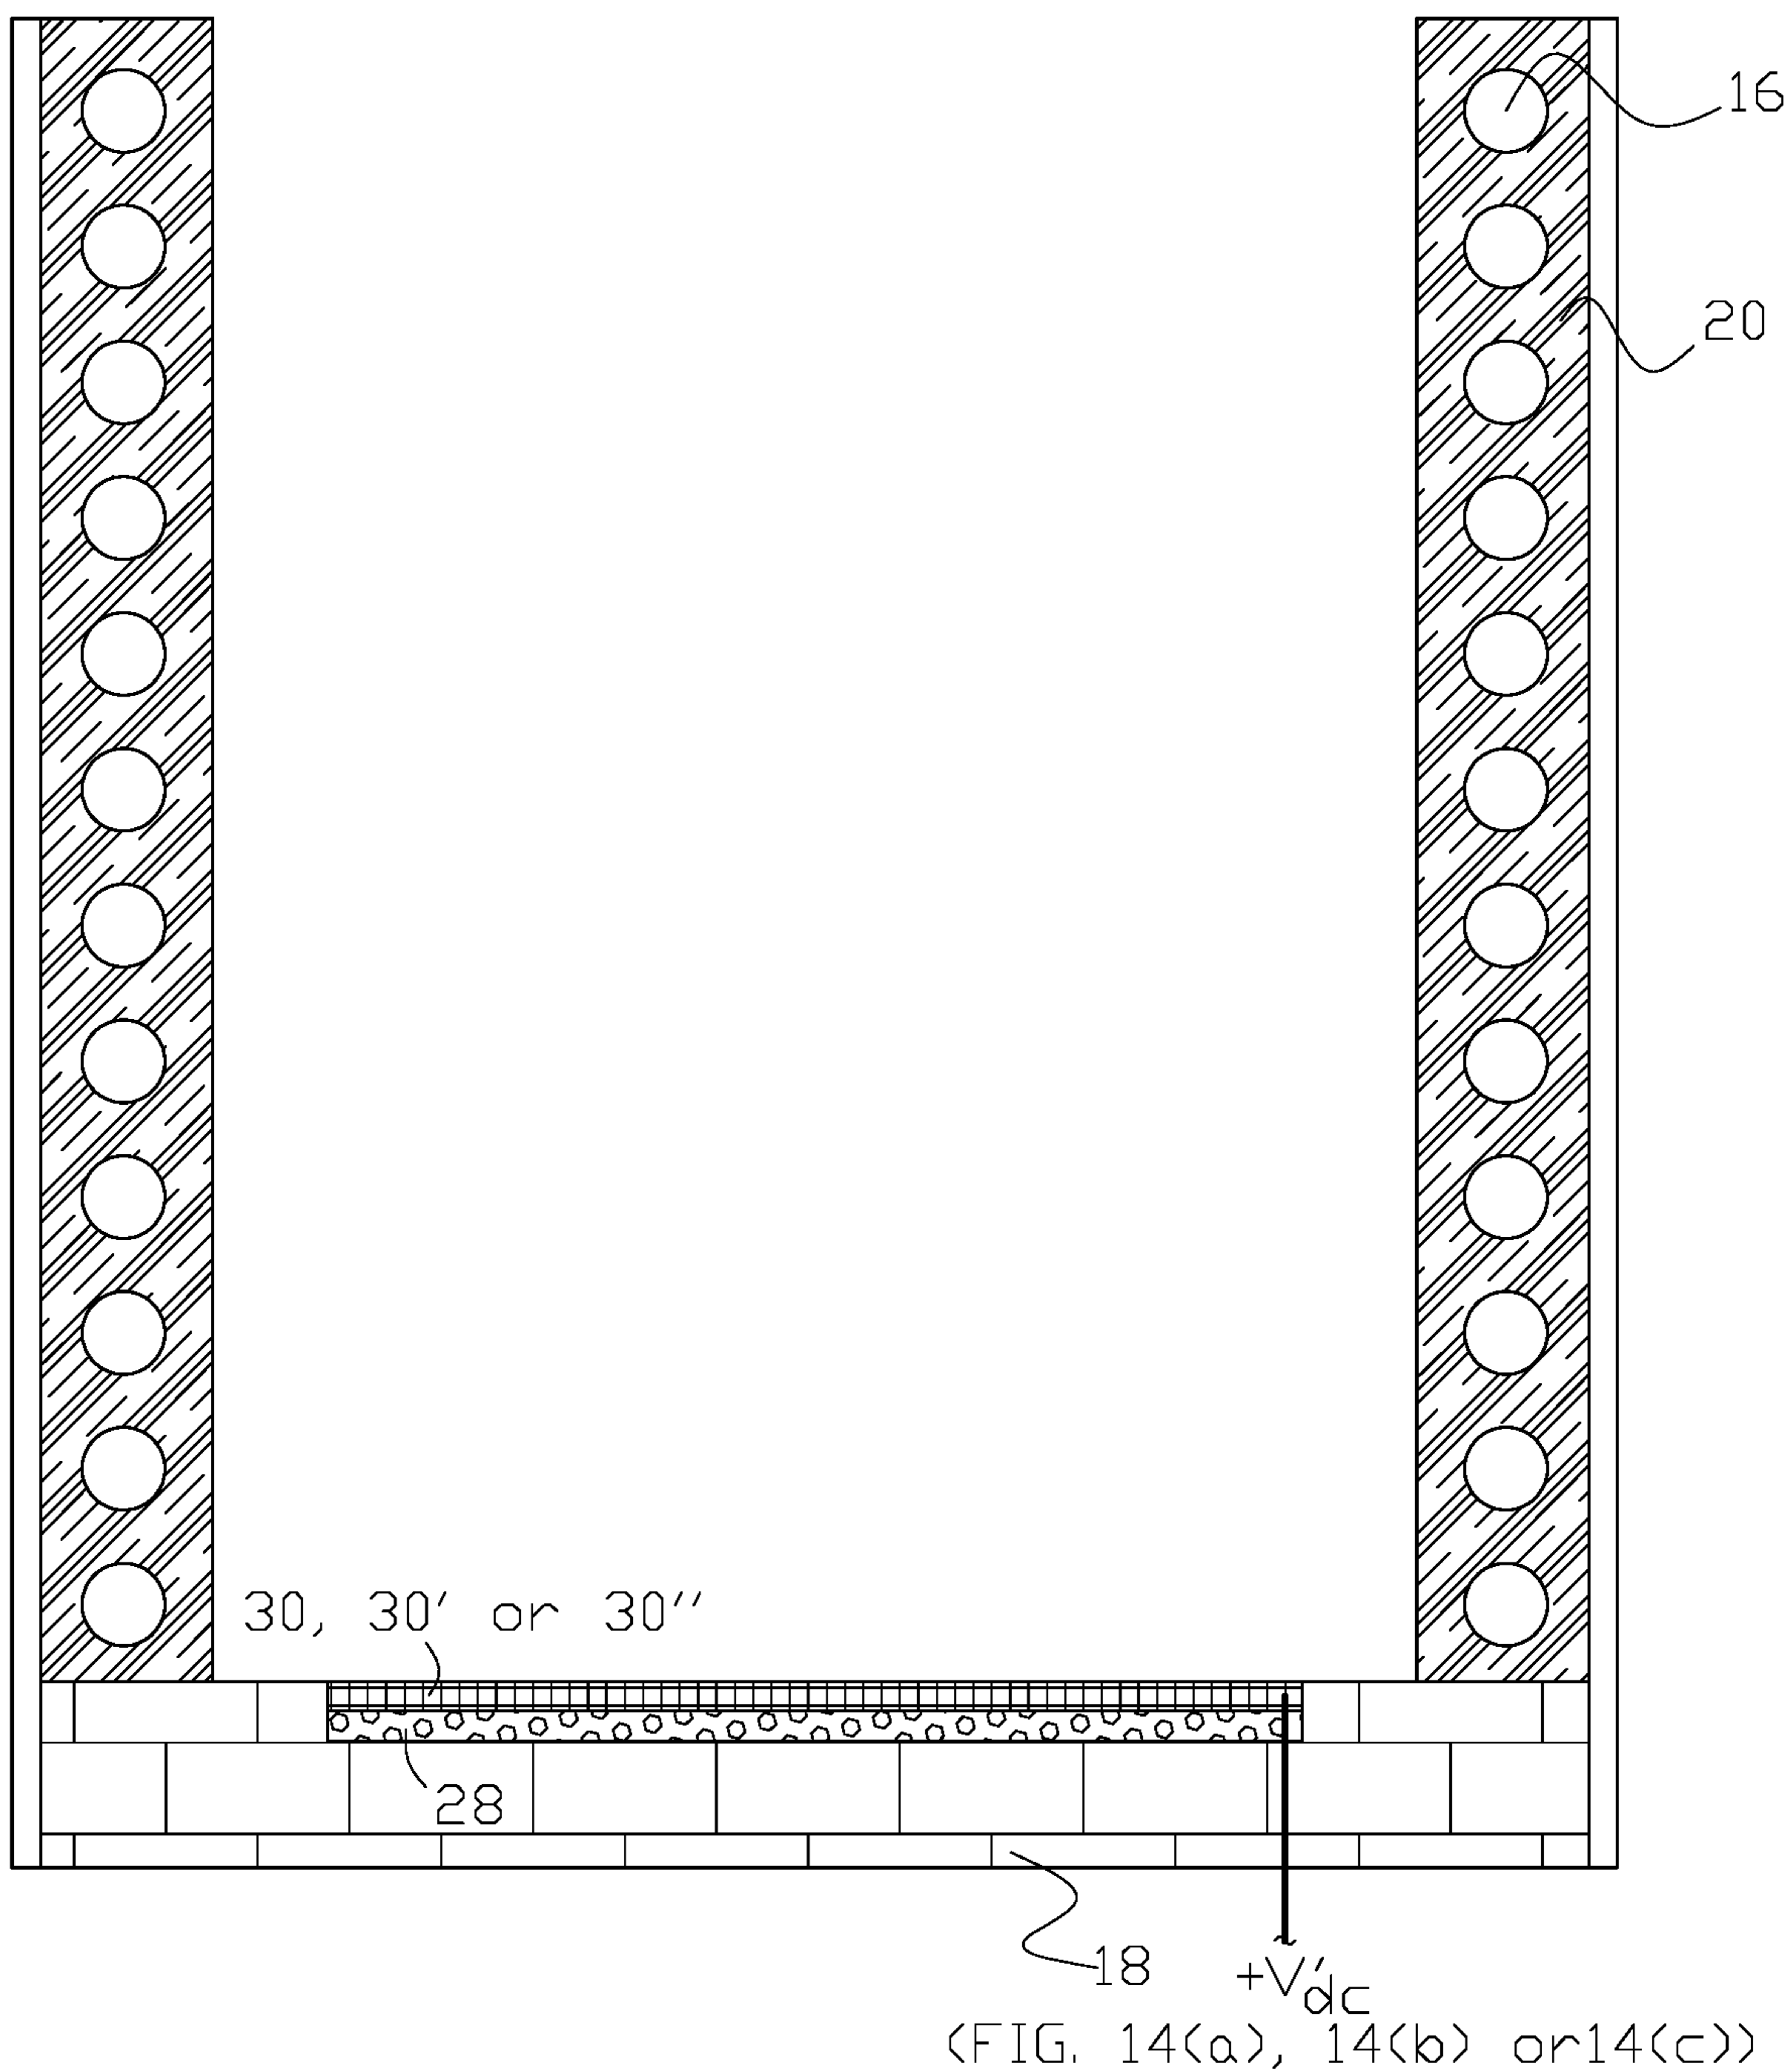 16
20
30, 30' or 30''
28
18
+V'dc
(FIG. 14(a), 14(b) or14(c))